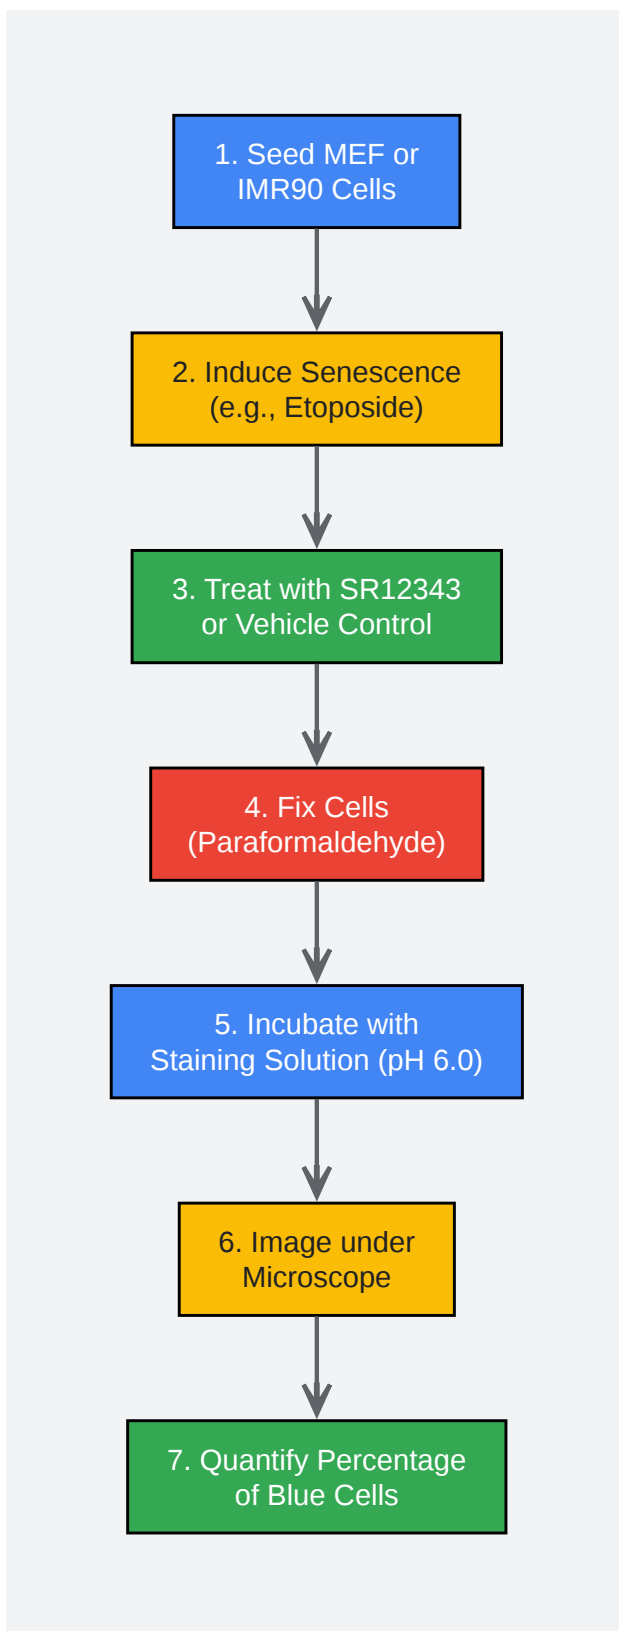 1. Seed MEF or
IMR90 Cells
2. Induce Senescence
(e.g., Etoposide)
3. Treat with SR12343
or Vehicle Control
4. Fix Cells
(Paraformaldehyde)
5. Incubate with
Staining Solution (pH 6.0)
6. Image under
Microscope
7. Quantify Percentage
of Blue Cells